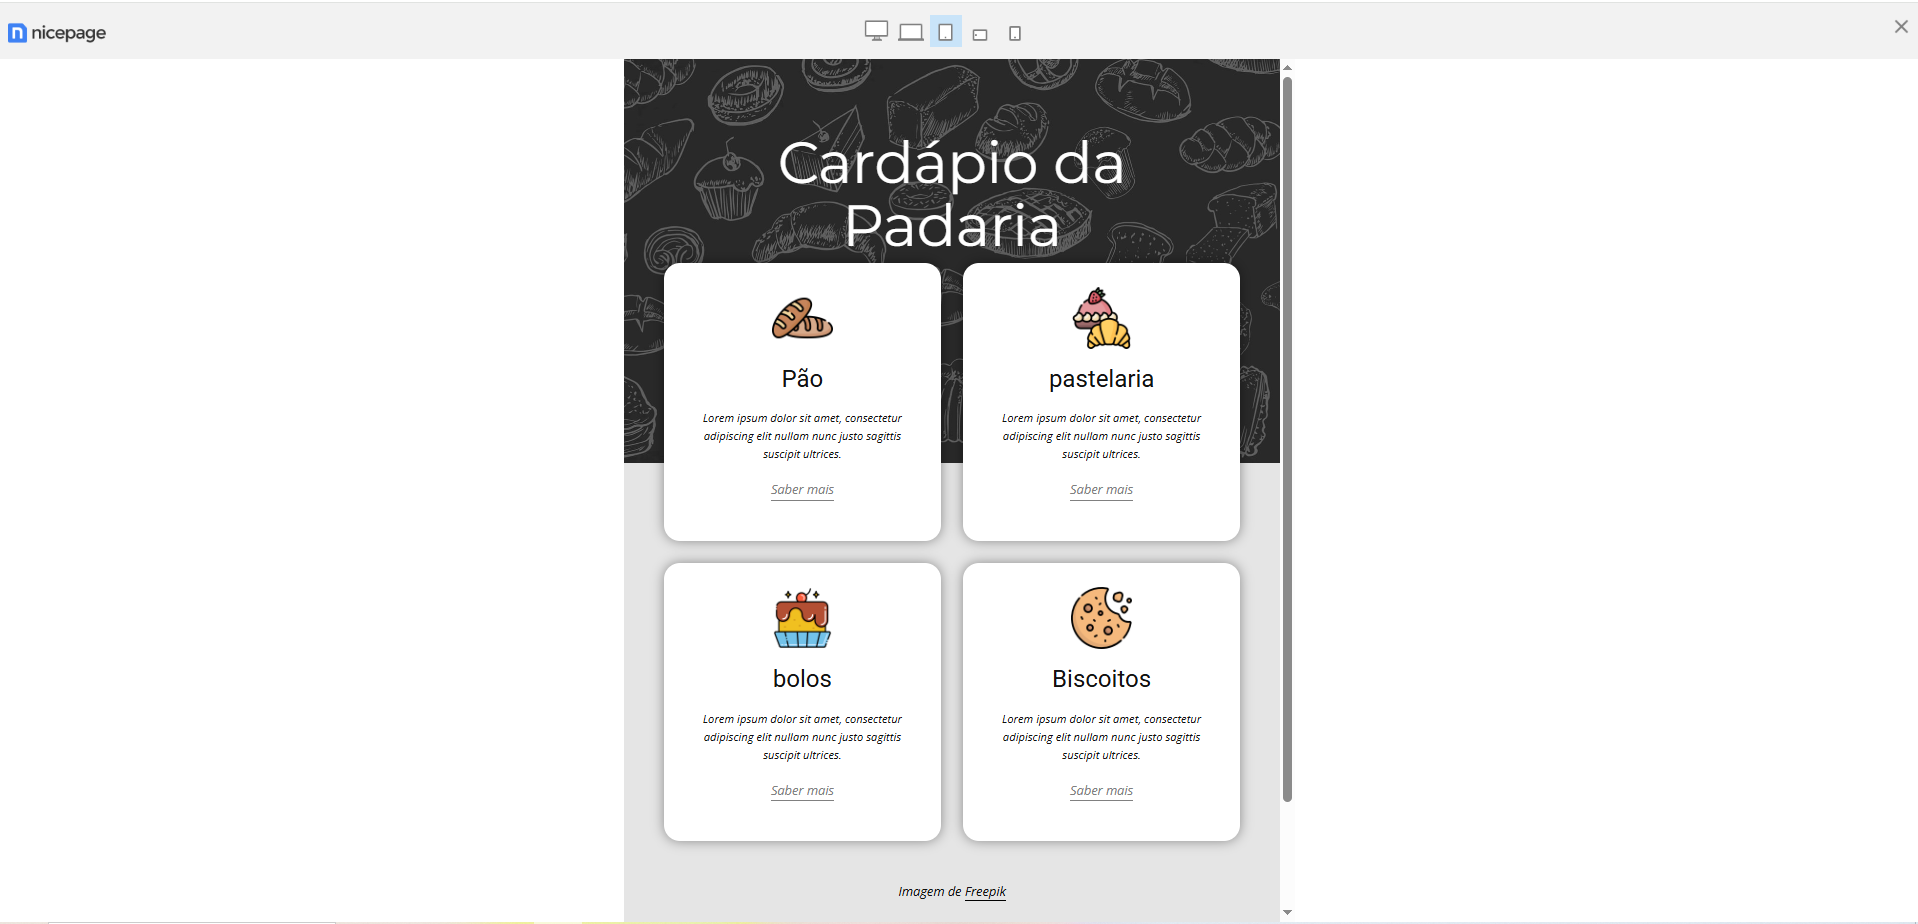 nicepage
Cardápio da
Padaria
Pão
Lorem ipsum dolor sit amet, consectetur
adipiscing elit nullam nunc justo sagittis
suscipit ultrices.
Saber mais
pastelaria
Lorem ipsum dolor sit amet, consectetur
adipiscing elit nullam nunc justo sagittis
suscipit ultrices.
Saber mais
bolos
Lorem ipsum dolor sit amet, consectetur
adipiscing elit nullam nunc justo sagittis
suscipit ultrices.
Saber mais
Biscoitos
Lorem ipsum dolor sit amet, consectetur
adipiscing elit nullam nunc justo sagittis
suscipit ultrices.
Saber mais
Imagem de Freepik